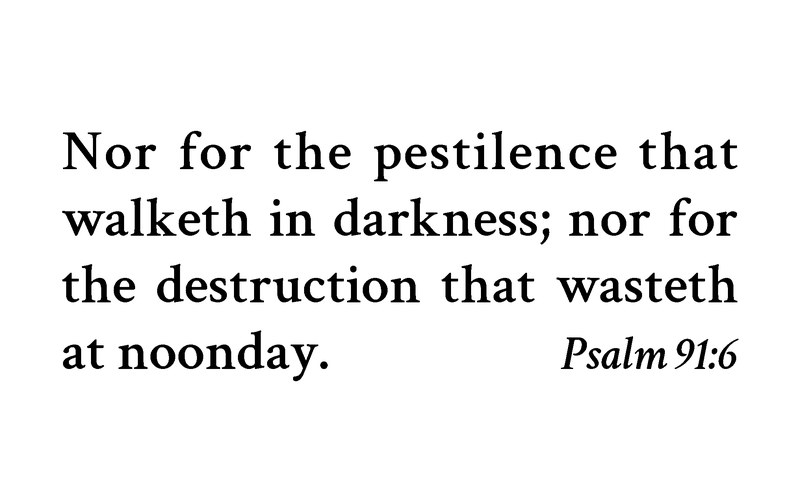 Nor for the pestilence that
walketh in darkness; nor for
the destruction that wasteth
at noonday. Psalm 91:6